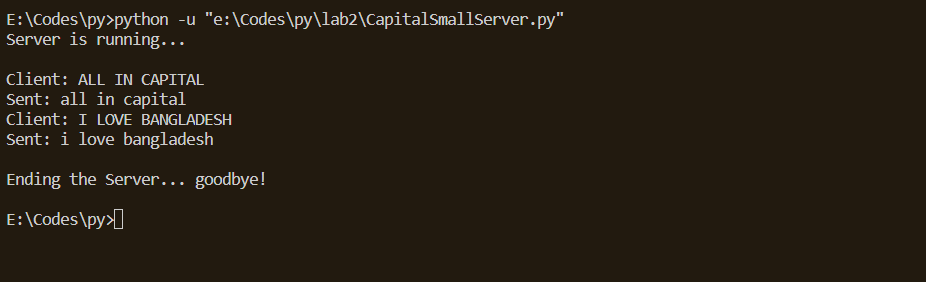 E:\Codes\py>python -u "e:\Codes\py\lab2\CapitalSmallServer.py"
Server is running...
Client: ALL IN CAPITAL
Sent: all in capital
Client: I LOVE BANGLADESH
Sent: i love bangladesh
Ending the Server... goodbye!
E:\Codes\py>